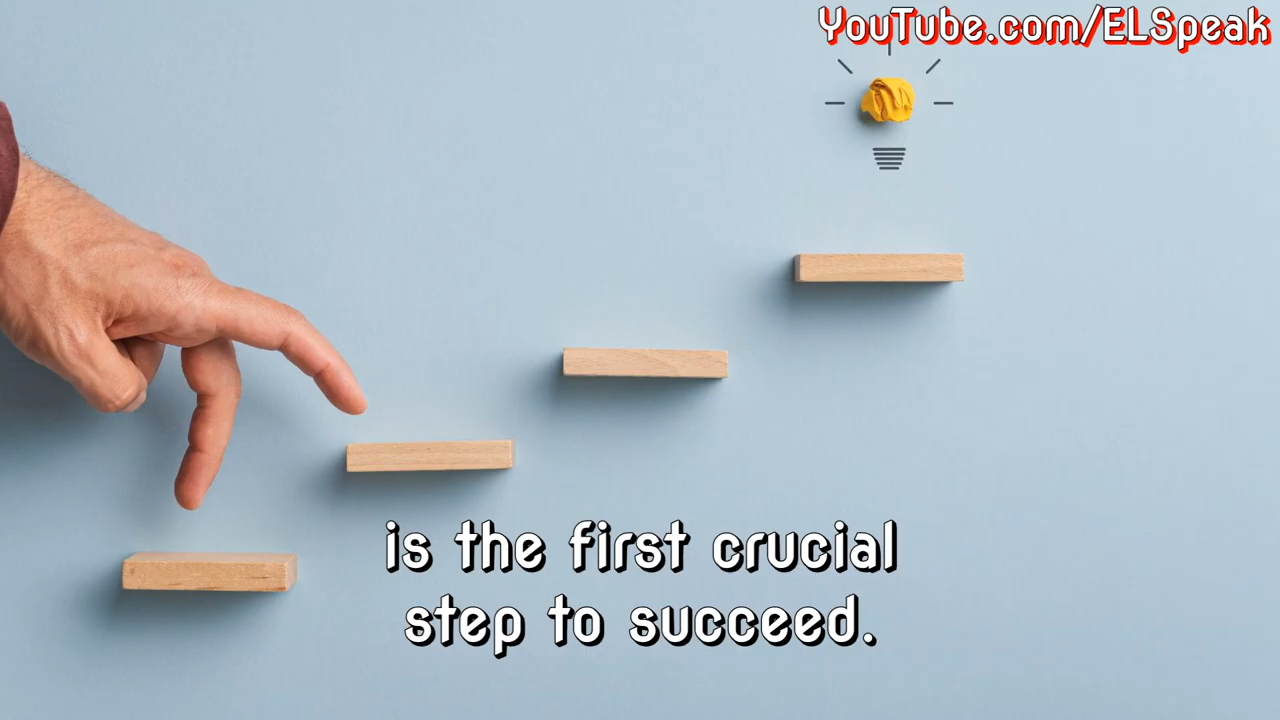 YouTube.com/ELSpeak
is the first crucial
step to succeed.